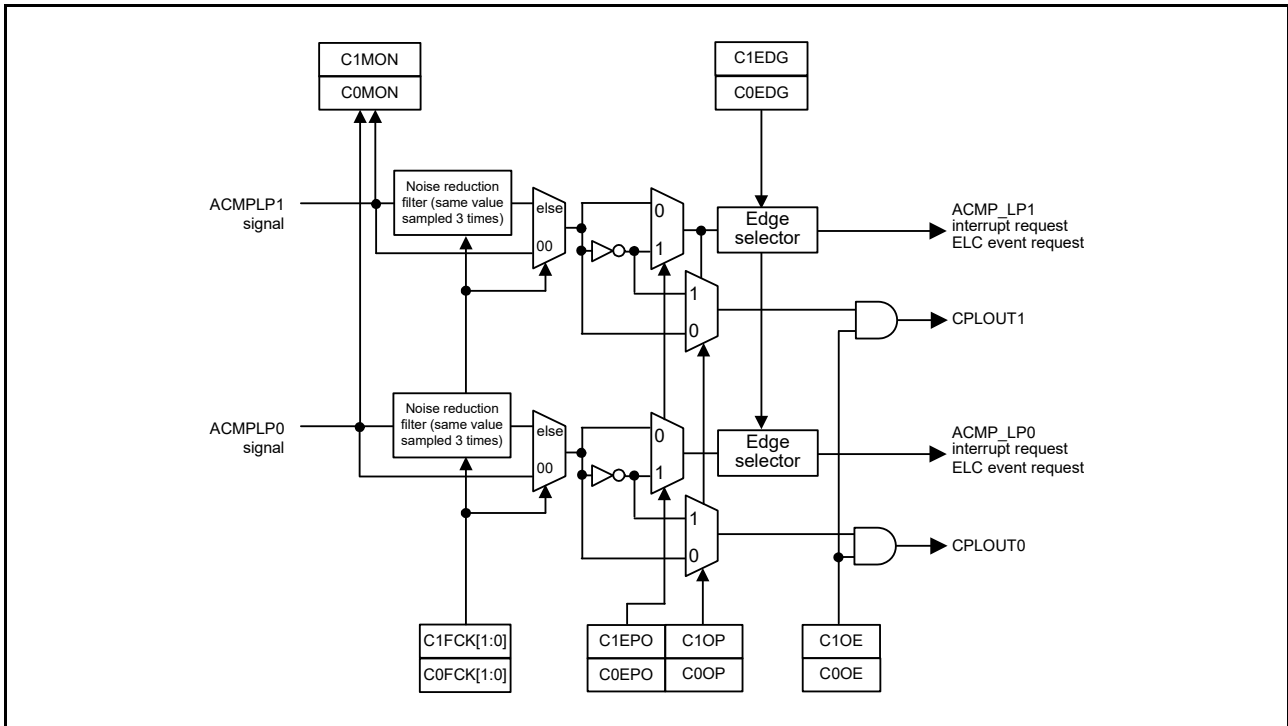 C1MON
C0MON
C1EDG
C0EDG
ACMPLP1
signal
Noise reduction
filter (same value
sampled 3 times)
else
00
0
1
Edge
selector
ACMP_LP1
interrupt request
ELC event request
1
0
CPLOUT1
ACMPLP0
signal
Noise reduction
filter (same value
sampled 3 times)
else
00
0
1
Edge
selector
ACMP_LP0
interrupt request
ELC event request
1
0
CPLOUT0
C1FCK[1:0]
C0FCK[1:0]
C1EPO
C1OP
C0EPO
C0OP
C1OE
C0OE